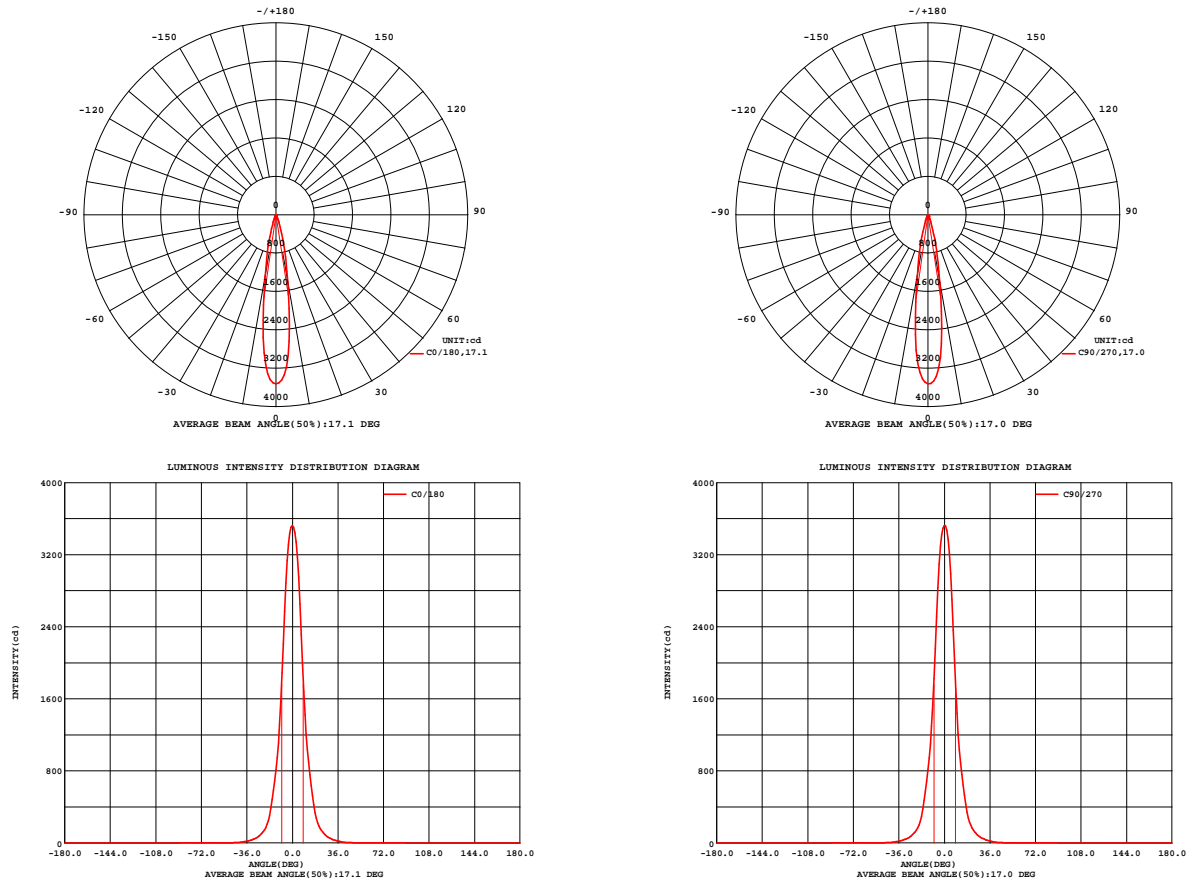 -/+180
-150
150
-120
120
-90
90
-60
60
-30
30
0
800
1600
2400
3200
4000
0
UNIT:cd
C0/180,17.1
AVERAGE BEAM ANGLE(50%):17.1 DEG
-/+180
-150
150
-120
120
-90
90
-60
60
-30
30
0
800
1600
2400
3200
4000
0
UNIT:cd
C90/270,17.0
AVERAGE BEAM ANGLE(50%):17.0 DEG
LUMINOUS INTENSITY DISTRIBUTION DIAGRAM
C0/180
INTENSITY(cd)
4000
3200
2400
1600
800
0
-180.0 -144.0 -108.0 -72.0 -36.0 0.0 36.0 72.0 108.0 144.0 180.0
ANGLE(DEG)
AVERAGE BEAM ANGLE(50%):17.1 DEG
LUMINOUS INTENSITY DISTRIBUTION DIAGRAM
C90/270
INTENSITY(cd)
4000
3200
2400
1600
800
0
-180.0 -144.0 -108.0 -72.0 -36.0 0.0 36.0 72.0 108.0 144.0 180.0
ANGLE(DEG)
AVERAGE BEAM ANGLE(50%):17.0 DEG